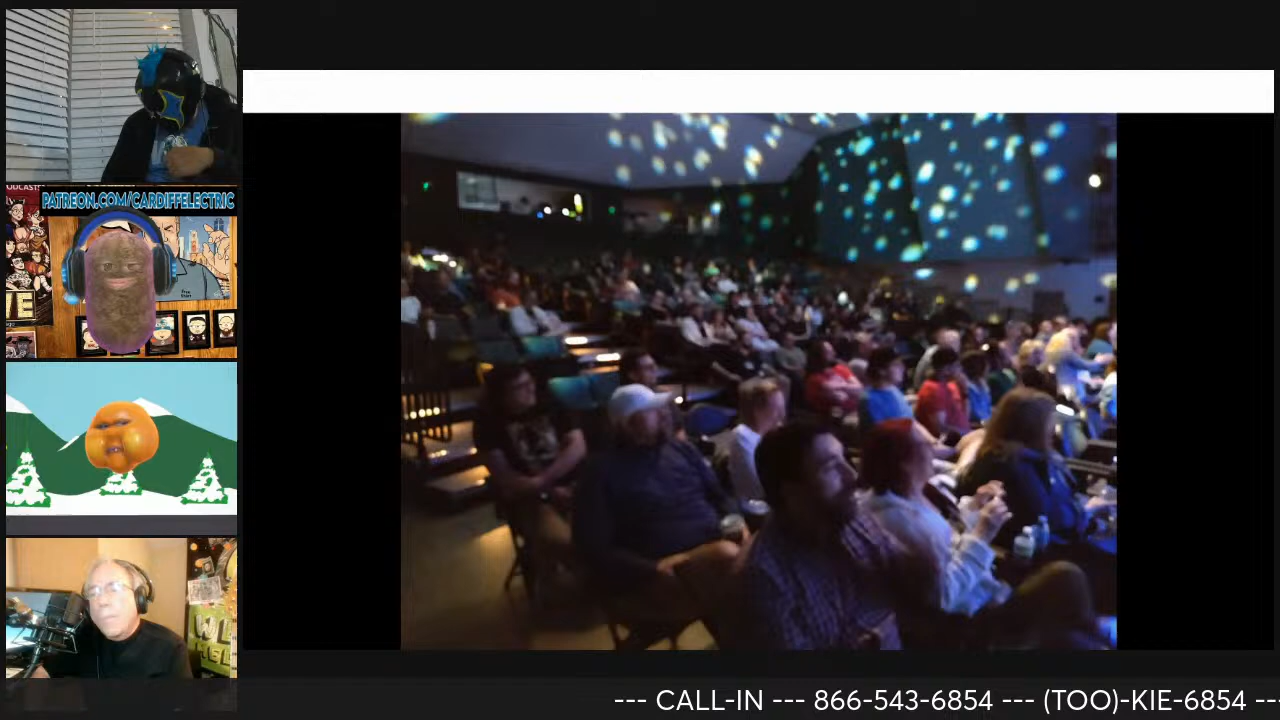 PATREON.COM/CARDIFFELECTRIC
--- CALL-IN --- 866-543-6854 --- (TOO)-KIE-6854 --